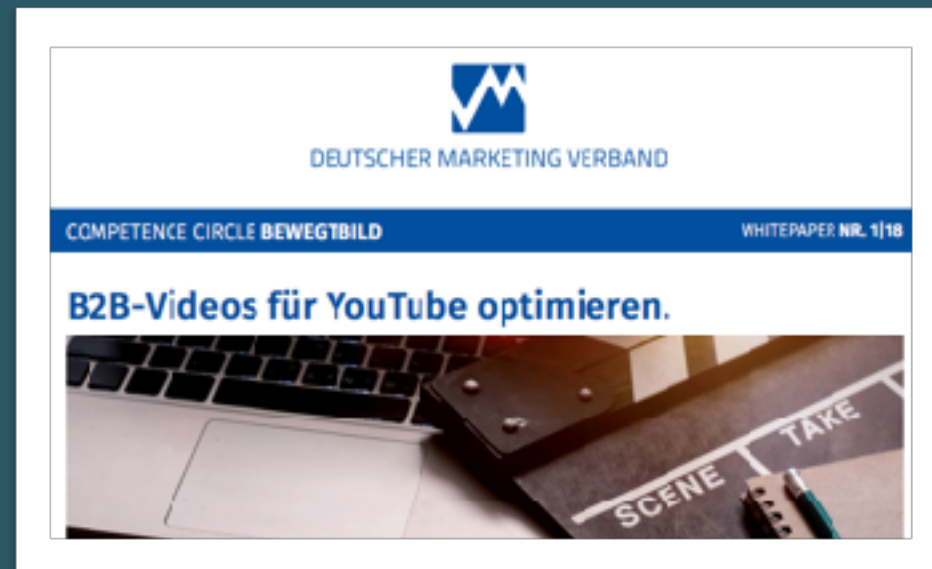 DEUTSCHER MARKETING VERBAND
COMPETENCE CIRCLE BEWEGTBILD
WHITEPAPER NR. 1|18
B2B-Videos für YouTube optimieren.
TAKE
SCENE